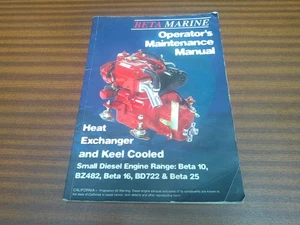 BETA MARINE
Operator's
Maintenance
Manual
Heat
Exchanger
and Keel Cooled
Small Diesel Engine Range: Beta 10,
BZ482, Beta 16, BD722 & Beta 25
CALIFORNIA